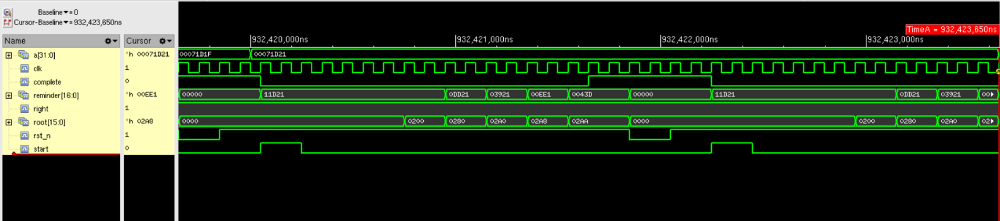 Baseline▼= 0
Cursor-Baseline▼= 932,423,650ns
TimeA = 932,423,650ns
Name Cursor 932,420,000ns 932,421,000ns 932,422,000ns 932,423,000ns
a[31:0] 'h 00071D21 00071D1F 00071D21
clk 1
complete 0
reminder[16:0] 'h 00EE1 00000 11D21 0DD21 03921 00EE1 0043D 00000 11D21 0DD21 03921 00▶
right 1
root[15:0] 'h 02A8 0000 0200 0280 02A0 02A8 02AA 0000 0200 0280 02A0 02▶
rst_n 1
start 0